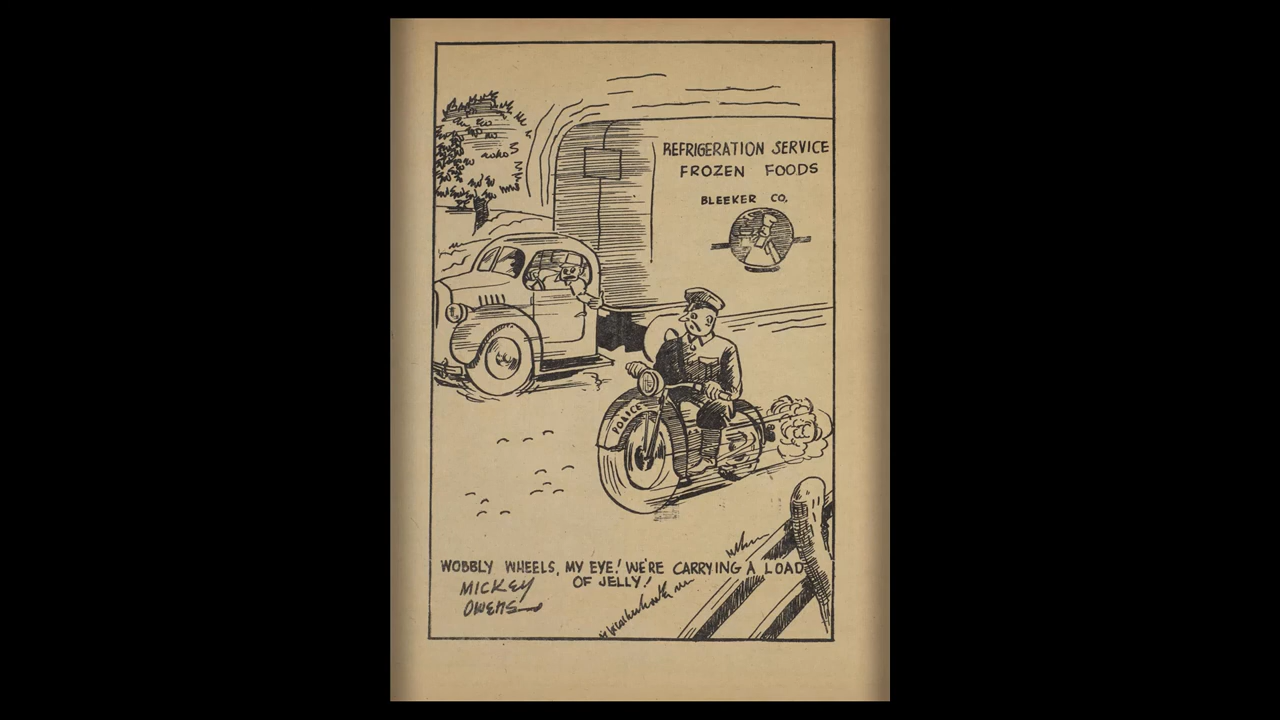 REFRIGERATION SERVICE
FROZEN FOODS
BLEEKER CO.
POLICE
WOBBLY WHEELS, MY EYE! WE'RE CARRYING A LOAD
OF JELLY!
MICKEY
OWENS